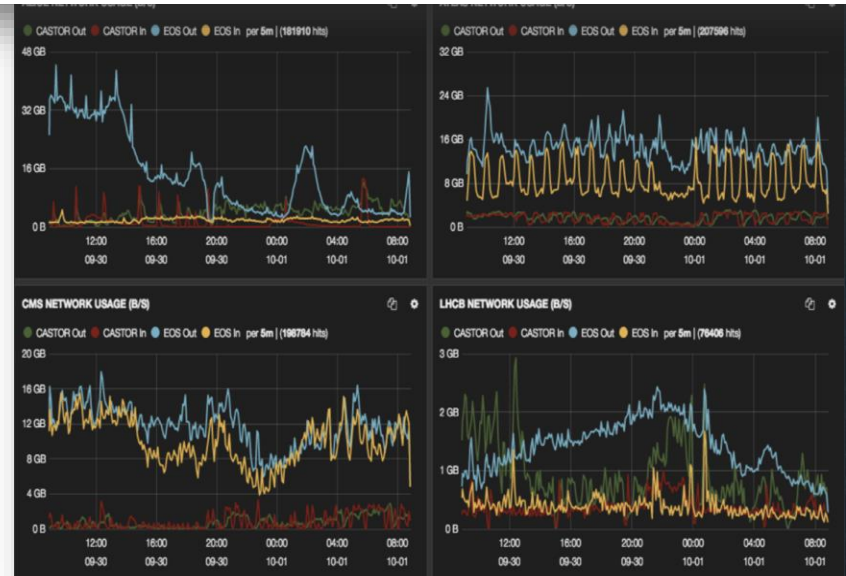 ALICE NETWORK USAGE (B/S)
CASTOR Out CASTOR In EOS Out EOS In per 5m | (181910 hits)
48 GB
32 GB
16 GB
0 B
12:00 16:00 20:00 00:00 04:00 08:00
09-30 09-30 09-30 10-01 10-01 10-01
ATLAS NETWORK USAGE (B/S)
CASTOR Out CASTOR In EOS Out EOS In per 5m | (207596 hits)
32 GB
24 GB
16 GB
8 GB
0 B
12:00 16:00 20:00 00:00 04:00 08:00
09-30 09-30 09-30 10-01 10-01 10-01
CMS NETWORK USAGE (B/S)
CASTOR Out CASTOR In EOS Out EOS In per 5m | (198784 hits)
20 GB
16 GB
12 GB
8 GB
4 GB
0 B
12:00 16:00 20:00 00:00 04:00 08:00
09-30 09-30 09-30 10-01 10-01 10-01
LHCB NETWORK USAGE (B/S)
CASTOR Out CASTOR In EOS Out EOS In per 5m | (76406 hits)
3 GB
2 GB
1 GB
0 B
12:00 16:00 20:00 00:00 04:00 08:00
09-30 09-30 09-30 10-01 10-01 10-01